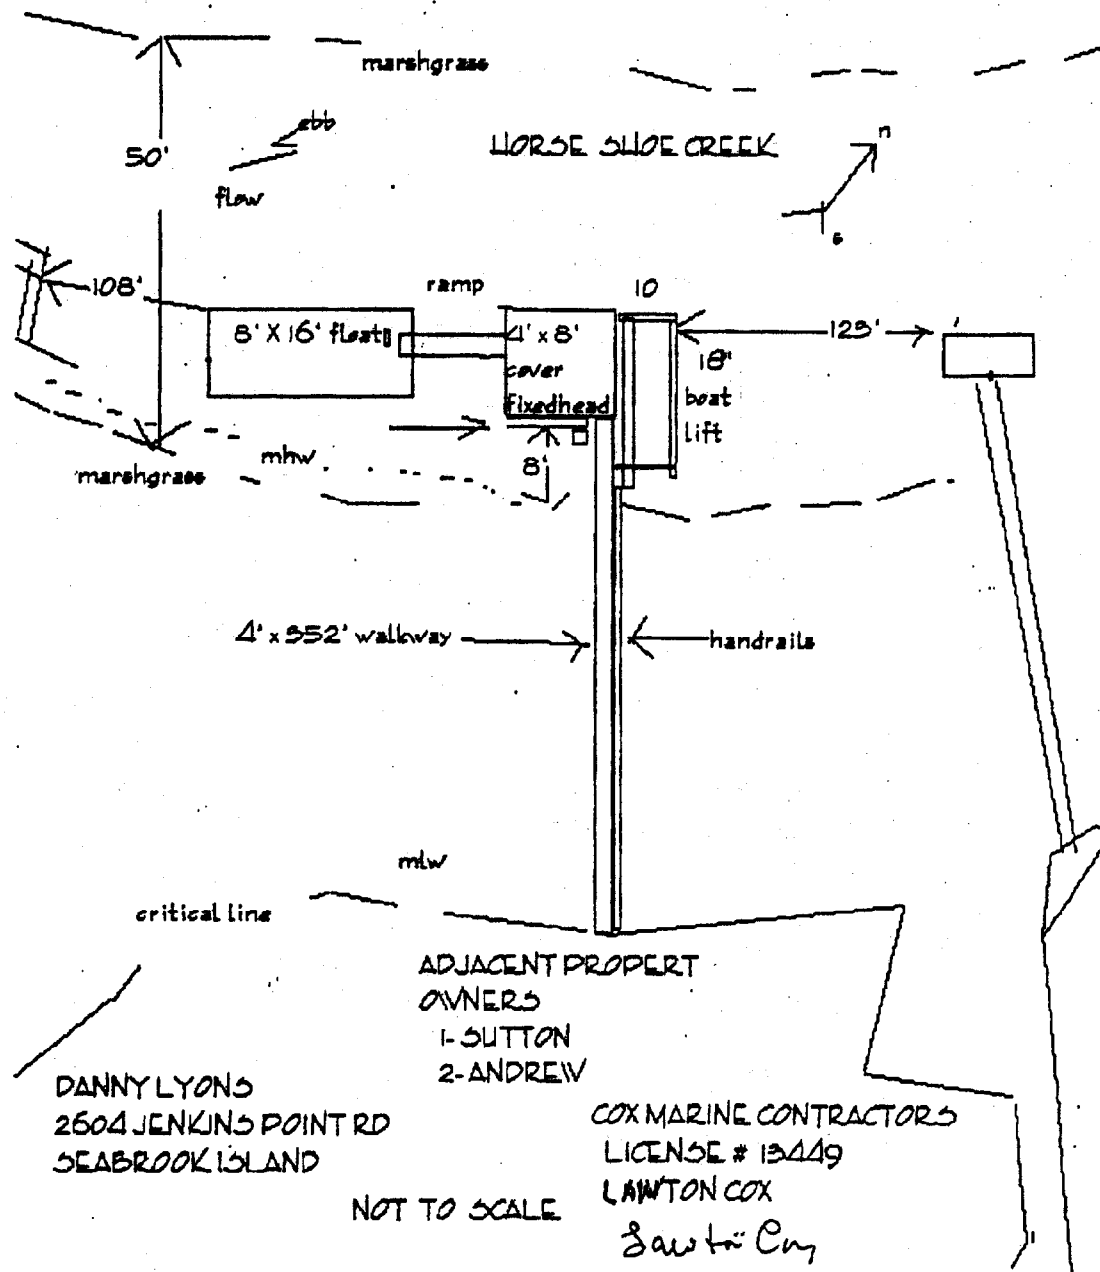 marshgrass
ebb
50'
HORSE SHOE CREEK
n
flow
s
108'
ramp
10
8' X 16' float
4' x 8'
cover
fixedhead
123'
18"
boat
lift
mhw
8'
marshgrass
4' x 352' walkway
handrails
mlw
critical line
ADJACENT PROPERT
OWNERS
1- SUTTON
2- ANDREW
DANNY LYONS
2604 JENKINS POINT RD
SEABROOK ISLAND
COX MARINE CONTRACTORS
LICENSE # 13449
LAWTON COX
NOT TO SCALE
Lawton Cox